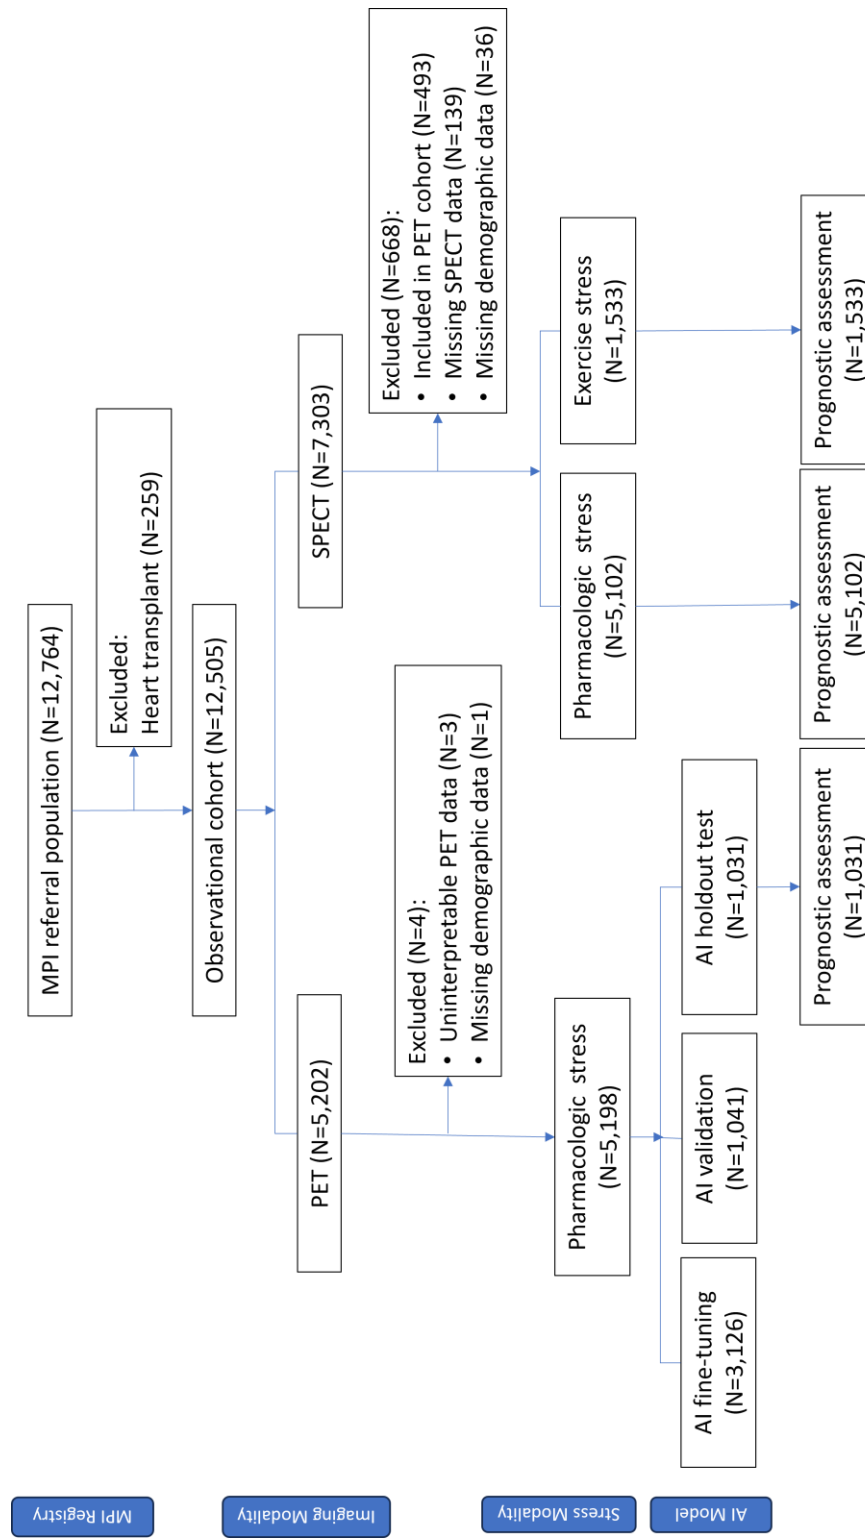 MPI Registry
MPI referral population (N=12,764)
Excluded:
Heart transplant (N=259)
Observational cohort (N=12,505)
Imaging Modality
PET (N=5,202)
SPECT (N=7,303)
Excluded (N=4):
• Uninterpretable PET data (N=3)
• Missing demographic data (N=1)
Excluded (N=668):
• Included in PET cohort (N=493)
• Missing SPECT data (N=139)
• Missing demographic data (N=36)
Stress Modality
Pharmacologic stress
(N=5,198)
Pharmacologic stress
(N=5,102)
Exercise stress
(N=1,533)
AI Model
AI fine-tuning
(N=3,126)
AI validation
(N=1,041)
AI holdout test
(N=1,031)
Prognostic assessment
(N=1,031)
Prognostic assessment
(N=5,102)
Prognostic assessment
(N=1,533)